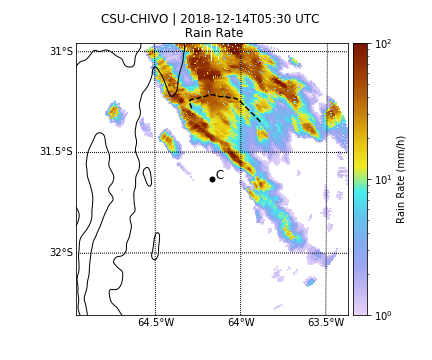 CSU-CHIVO | 2018-12-14T05:30 UTC
Rain Rate
31°S
31.5°S
32°S
C
64.5°W
64°W
63.5°W
10²
10¹
10⁰
Rain Rate (mm/h)